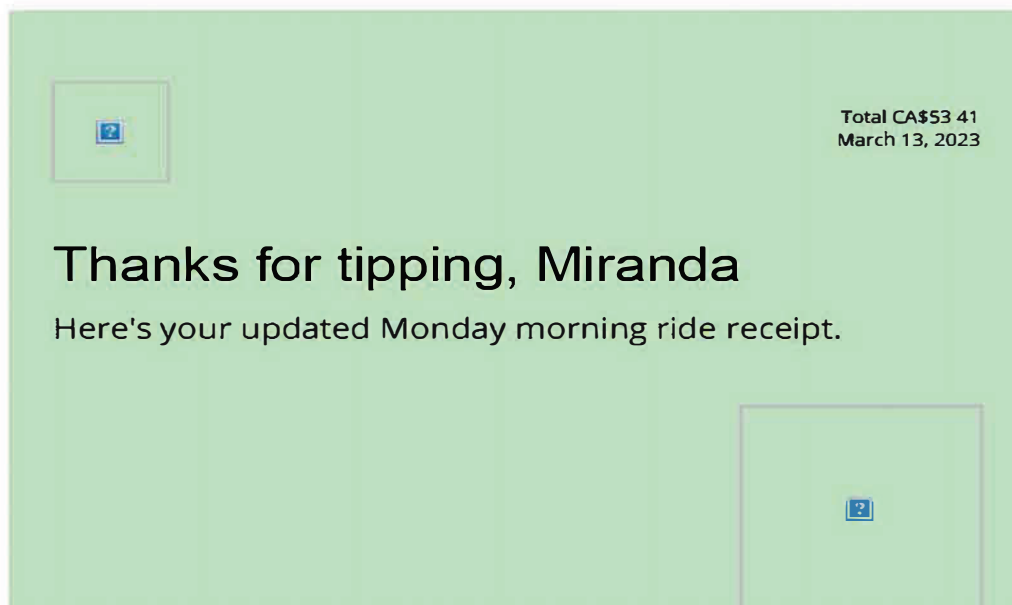 Total CA$53 41
March 13, 2023
Thanks for tipping, Miranda
Here's your updated Monday morning ride receipt.